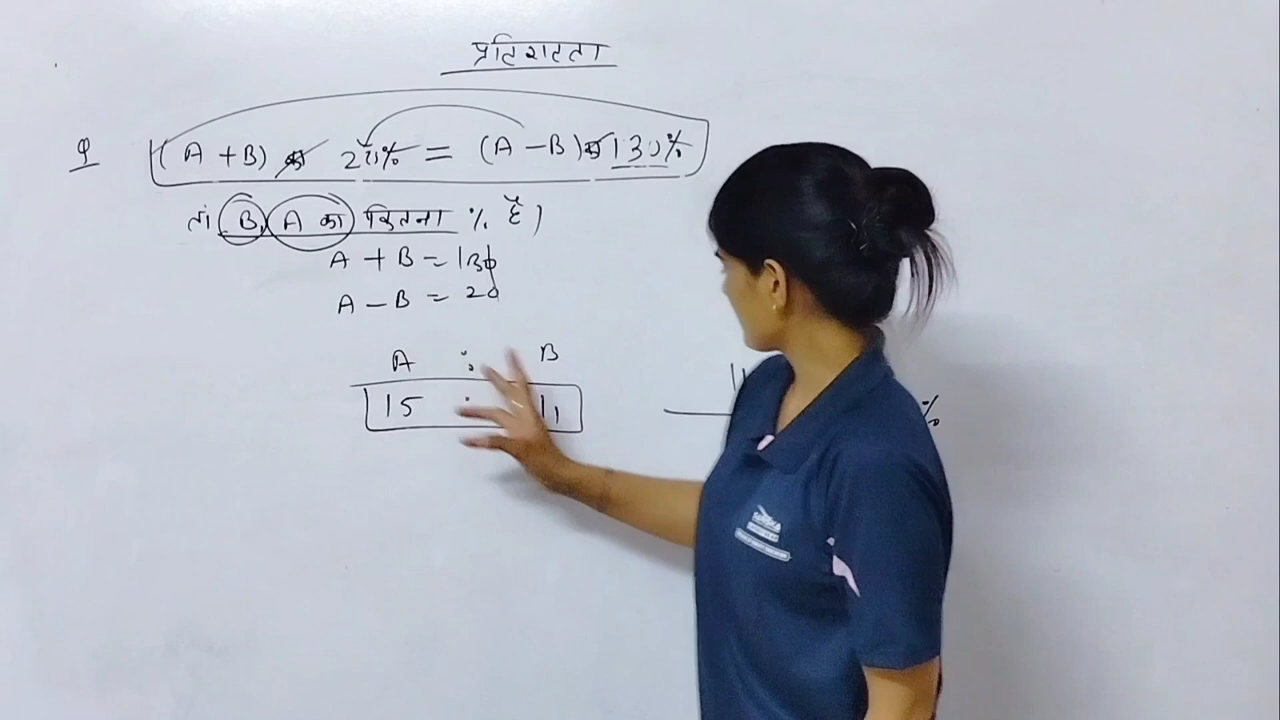 प्रतिशतता
Q (A + B) का 20% = (A - B) का 130%
तो B, A का कितना % है।
A + B = 130
A - B = 20
A : B
15 : 11
%